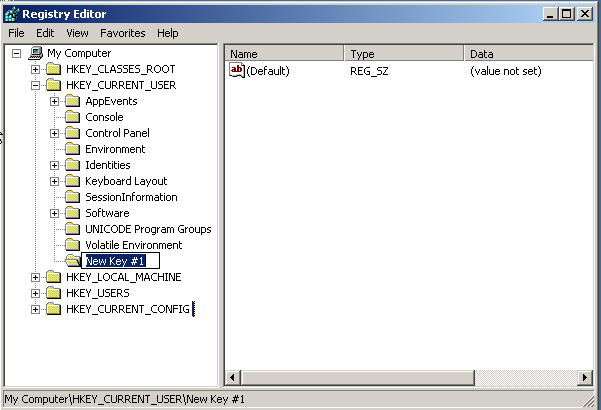 Registry Editor
File Edit View Favorites Help
My Computer
HKEY_CLASSES_ROOT
HKEY_CURRENT_USER
AppEvents
Console
Control Panel
Environment
Identities
Keyboard Layout
SessionInformation
Software
UNICODE Program Groups
Volatile Environment
New Key #1
HKEY_LOCAL_MACHINE
HKEY_USERS
HKEY_CURRENT_CONFIG
Name Type Data
ab (Default) REG_SZ (value not set)
My Computer\HKEY_CURRENT_USER\New Key #1